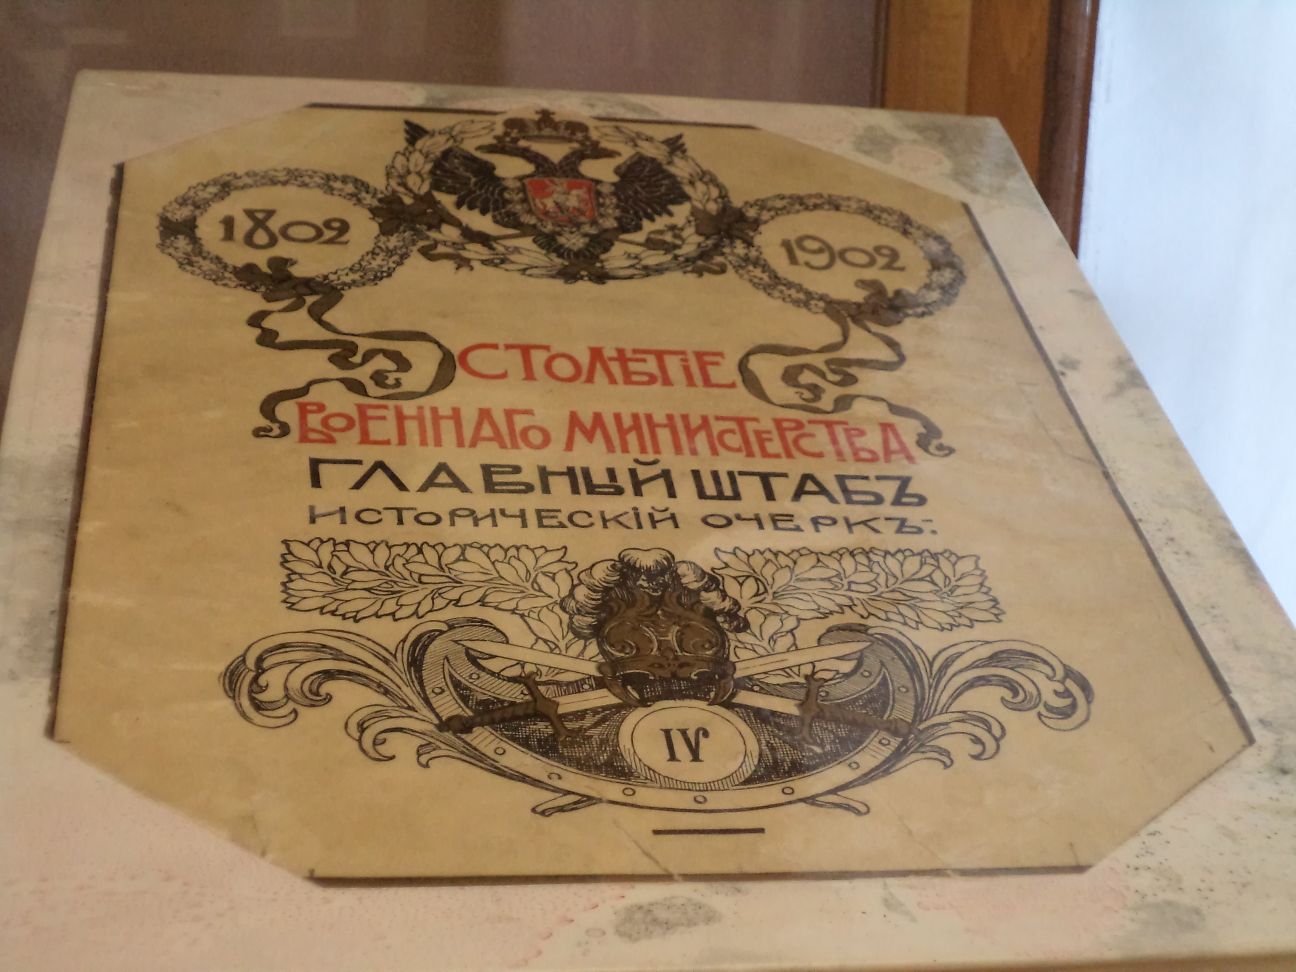 1802
1902
СТОЛѢТІЕ
ВОЕННАГО МИНИСТЕРСТВА
ГЛАВНЫЙ ШТАБЪ
ИСТОРИЧЕСКІЙ ОЧЕРКЪ:
IV